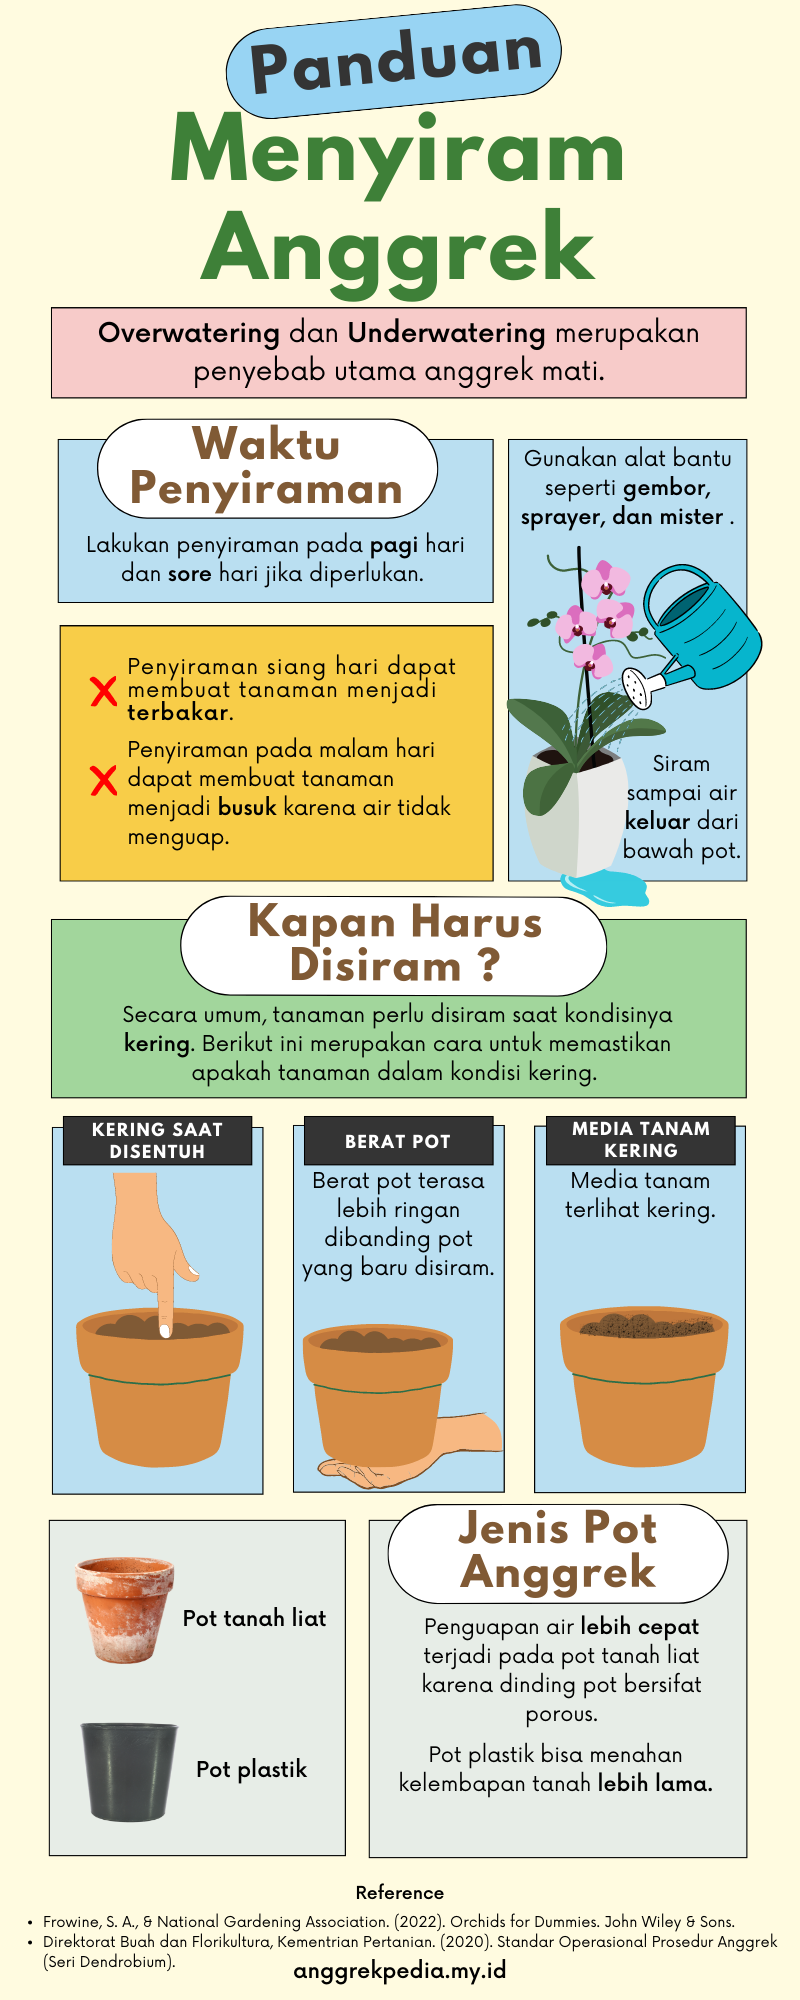 Panduan
Menyiram
Anggrek
Overwatering dan Underwatering merupakan
penyebab utama anggrek mati.
Waktu
Penyiraman
Lakukan penyiraman pada pagi hari
dan sore hari jika diperlukan.
Penyiraman siang hari dapat
membuat tanaman menjadi
terbakar.
Penyiraman pada malam hari
dapat membuat tanaman
menjadi busuk karena air tidak
menguap.
Gunakan alat bantu
seperti gembor,
sprayer, dan mister .
Siram
sampai air
keluar dari
bawah pot.
Kapan Harus
Disiram ?
Secara umum, tanaman perlu disiram saat kondisinya
kering. Berikut ini merupakan cara untuk memastikan
apakah tanaman dalam kondisi kering.
KERING SAAT
DISENTUH
BERAT POT
Berat pot terasa
lebih ringan
dibanding pot
yang baru disiram.
MEDIA TANAM
KERING
Media tanam
terlihat kering.
Pot tanah liat
Pot plastik
Jenis Pot
Anggrek
Penguapan air lebih cepat
terjadi pada pot tanah liat
karena dinding pot bersifat
porous.
Pot plastik bisa menahan
kelembapan tanah lebih lama.
Reference
• Frowine, S. A., & National Gardening Association. (2022). Orchids for Dummies. John Wiley & Sons.
• Direktorat Buah dan Florikultura, Kementrian Pertanian. (2020). Standar Operasional Prosedur Anggrek
(Seri Dendrobium).
anggrekpedia.my.id